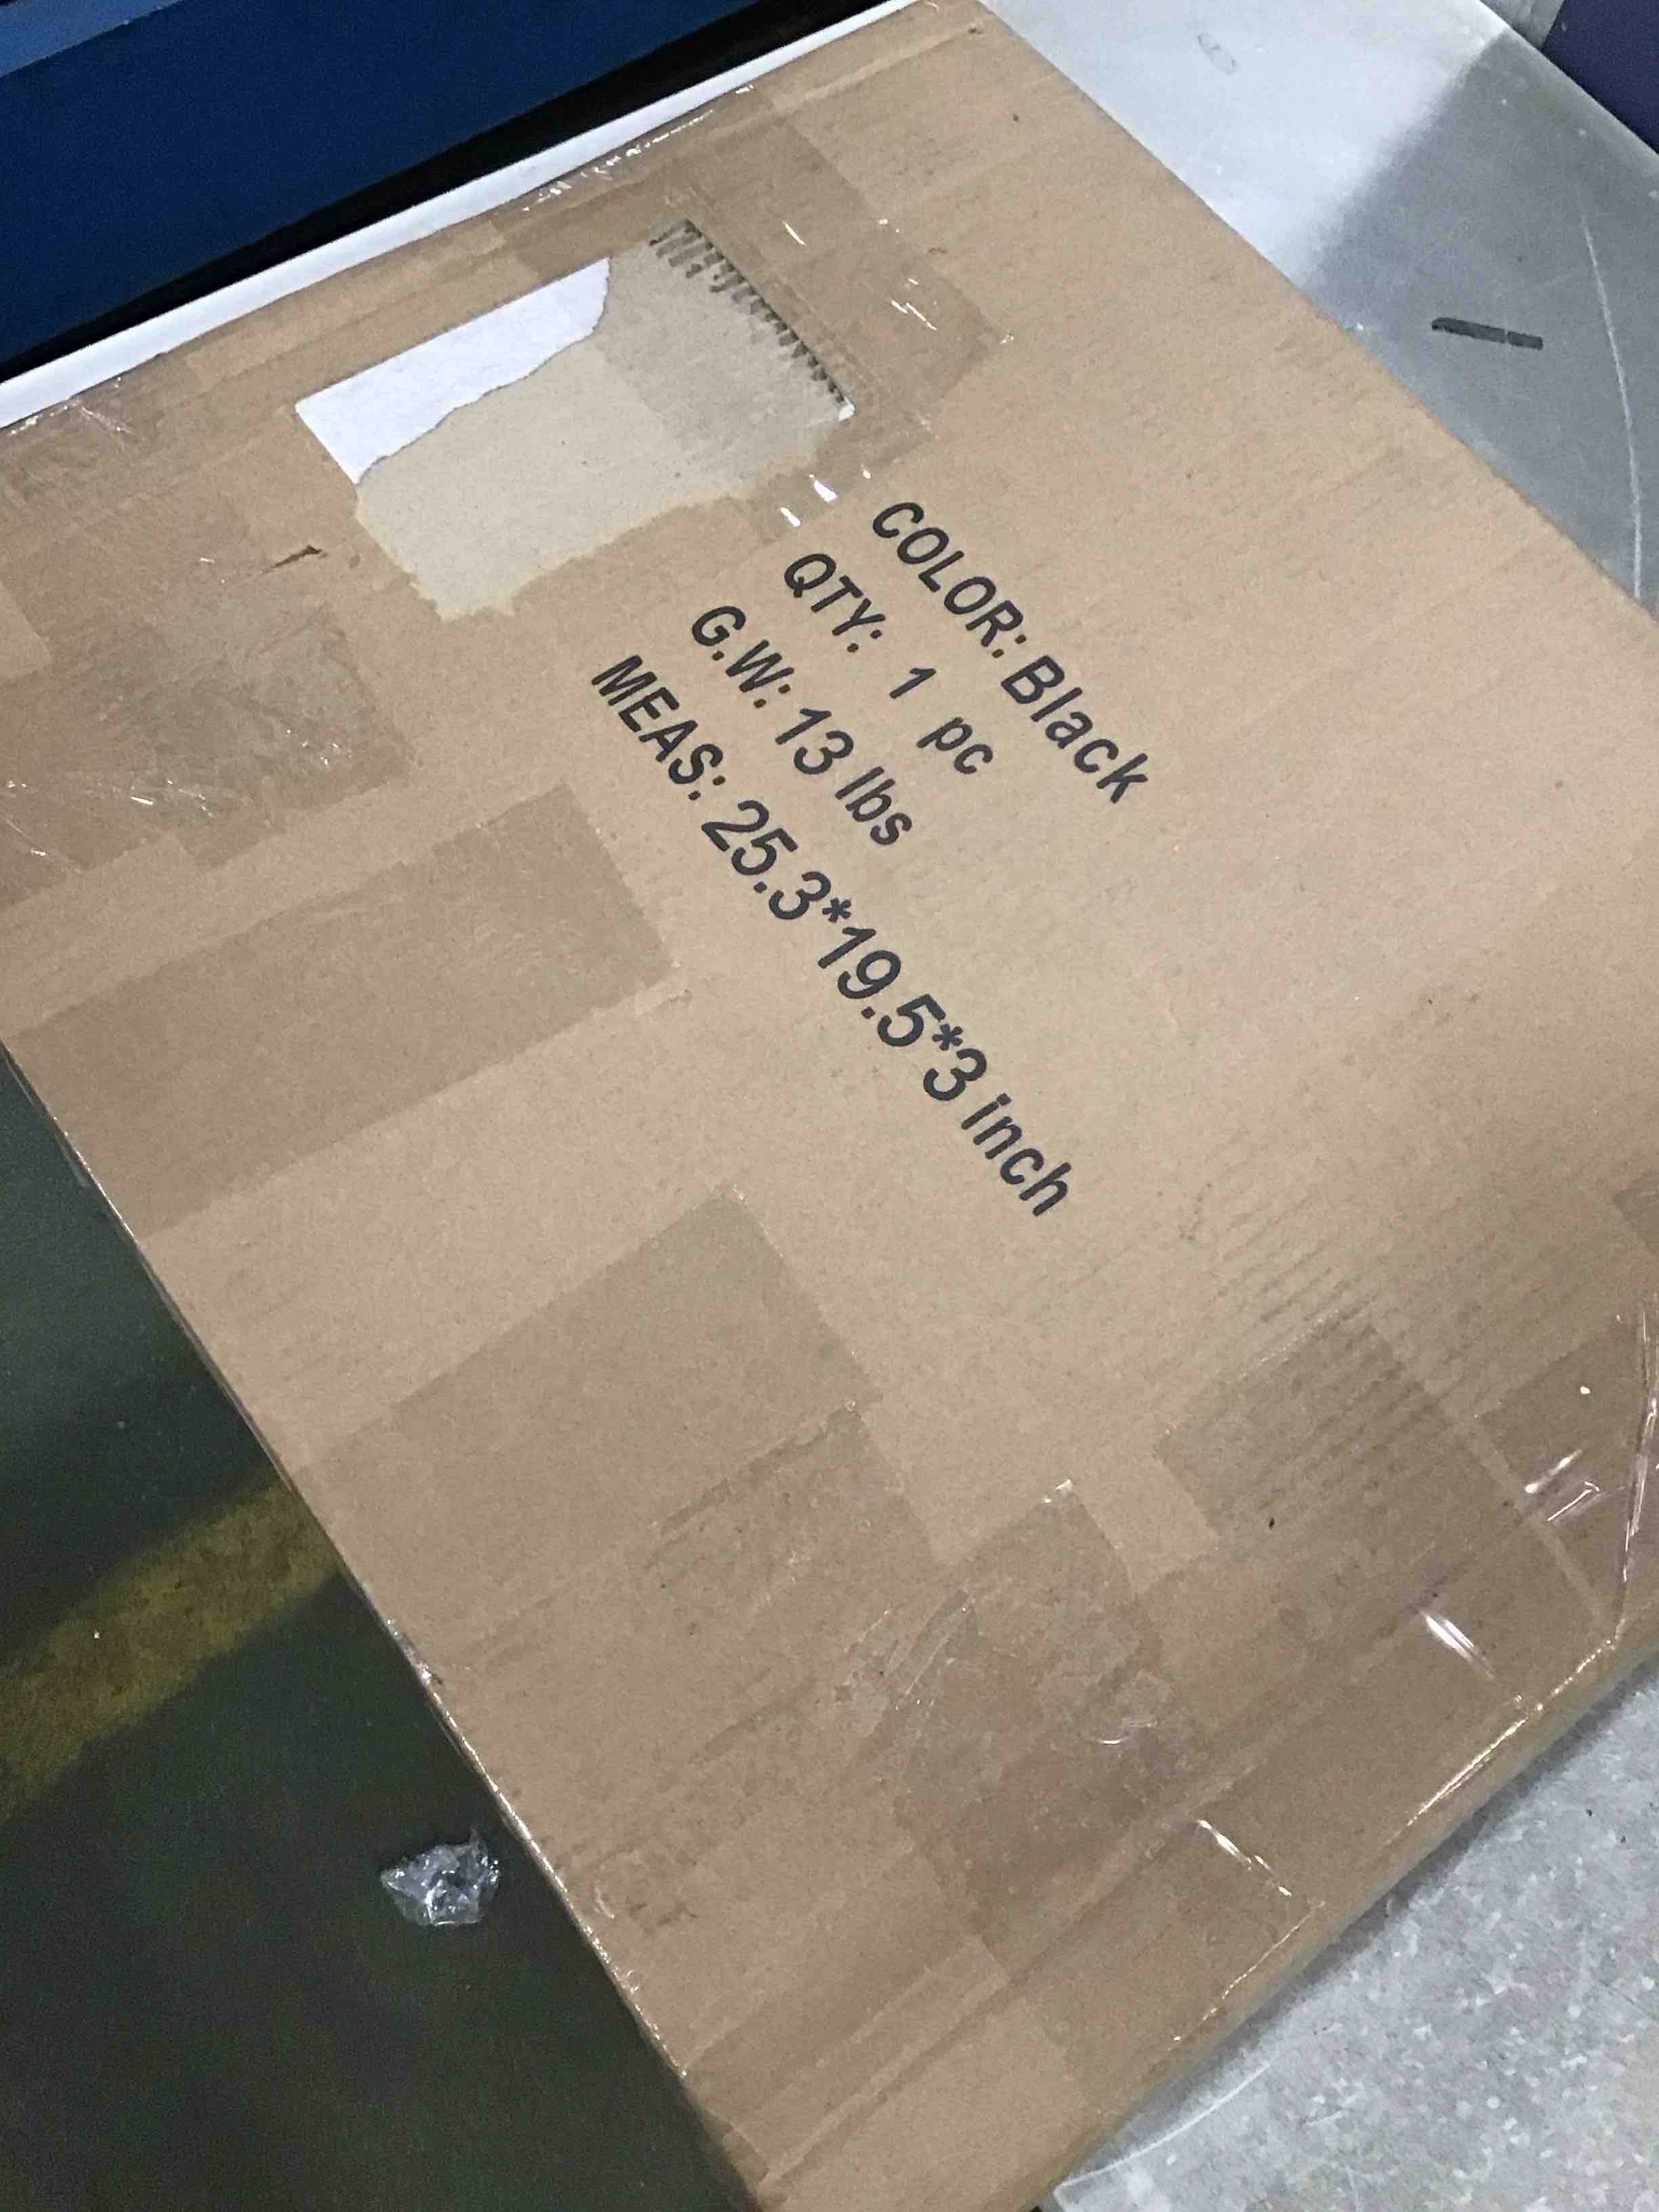 COLOR: Black
QTY: 1 pc
G.W: 13 lbs
MEAS: 25.3*19.5*3 inch